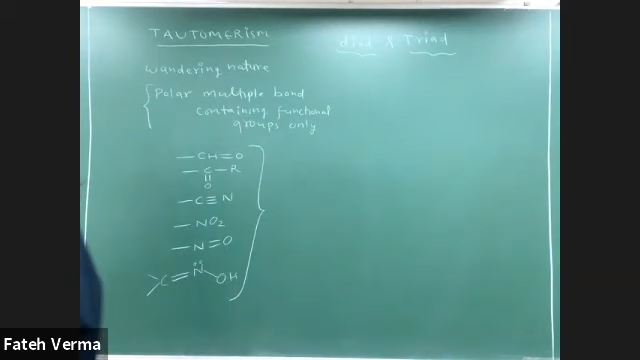 TAUTOMERISM
diad & Triad
wandering nature
Polar multiple bond
containing functional
groups only
—CH=O
—C—R
||
O
—C≡N
—NO2
—N=O
>C=N̈—OH
Fateh Verma